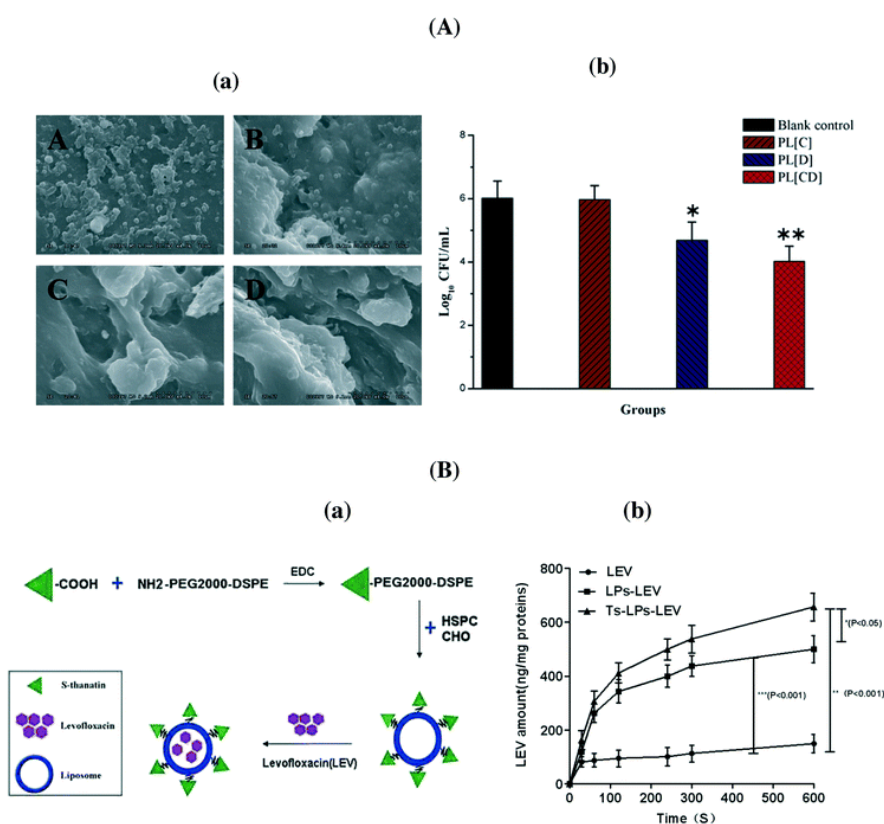 (A)
(a)
(b)
A
B
C
D
Blank control
PL[C]
PL[D]
PL[CD]
8
6
4
2
0
*
**
Log10 CFU/mL
Groups
(B)
(a)
(b)
-COOH + NH2-PEG2000-DSPE
EDC
-PEG2000-DSPE
+ HSPC
CHO
S-thanatin
Levofloxacin
Liposome
Levofloxacin(LEV)
LEV
LPs-LEV
Ts-LPs-LEV
800
600
400
200
0
LEV amount(ng/mg proteins)
*(P<0.05)
***(P<0.001)
** (P<0.001)
0 100 200 300 400 500 600
Time (S)